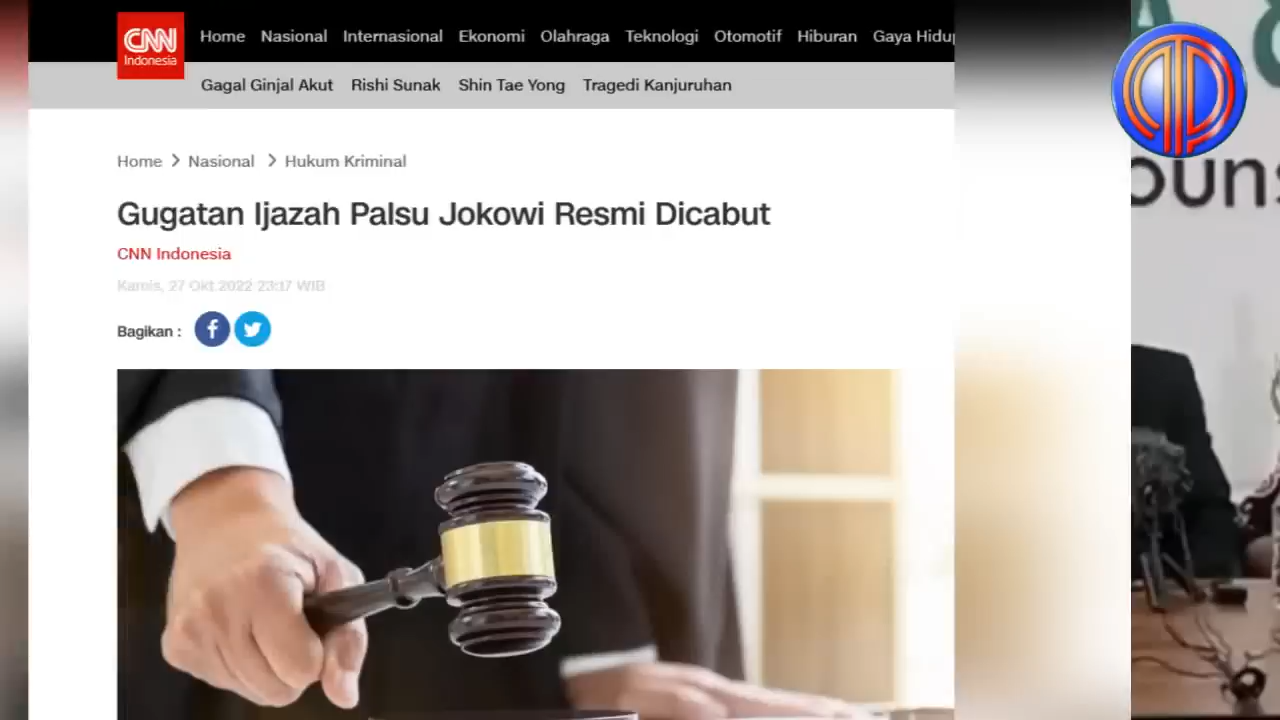 CNN
Indonesia
Home Nasional Internasional Ekonomi Olahraga Teknologi Otomotif Hiburan Gaya Hidup
Gagal Ginjal Akut Rishi Sunak Shin Tae Yong Tragedi Kanjuruhan
Home > Nasional > Hukum Kriminal
Gugatan Ijazah Palsu Jokowi Resmi Dicabut
CNN Indonesia
Kamis, 27 Okt 2022 23:17 WIB
Bagikan :